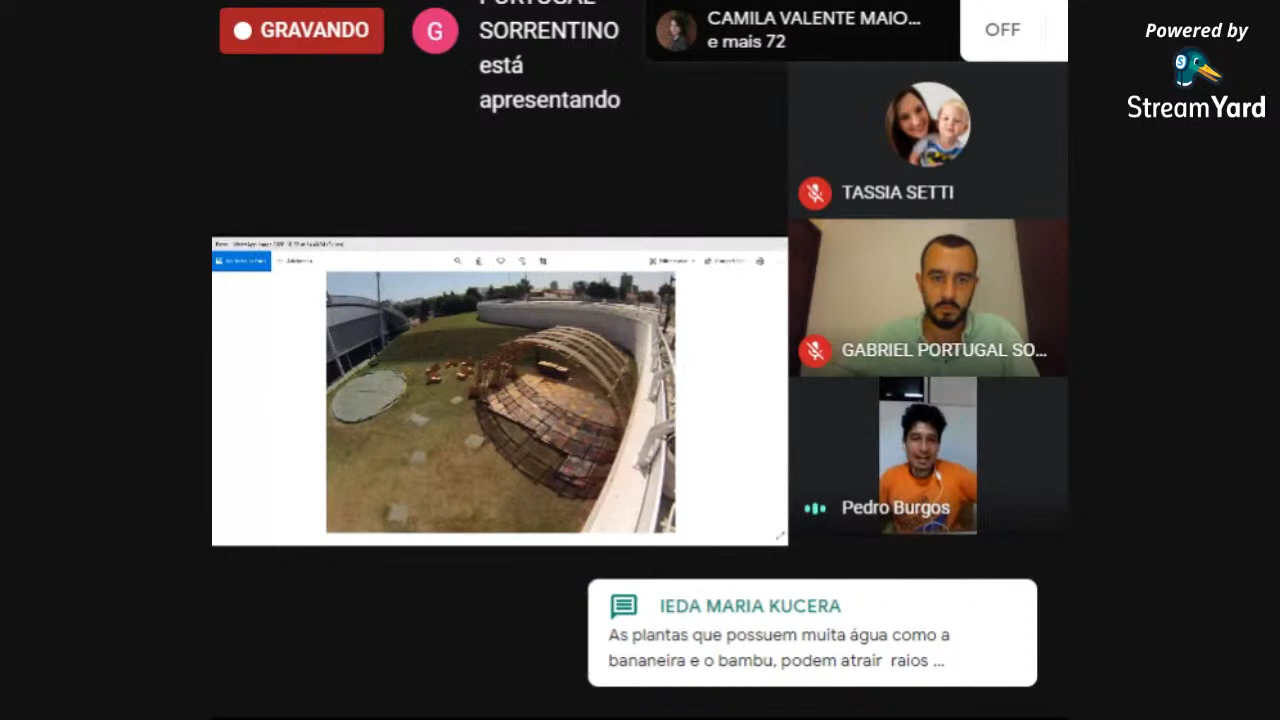 GRAVANDO
G
PORTUGAL
SORRENTINO
está
apresentando
CAMILA VALENTE MAIO...
e mais 72
OFF
Powered by
StreamYard
TASSIA SETTI
GABRIEL PORTUGAL SO...
Pedro Burgos
IEDA MARIA KUCERA
As plantas que possuem muita água como a
bananeira e o bambu, podem atrair raios ...